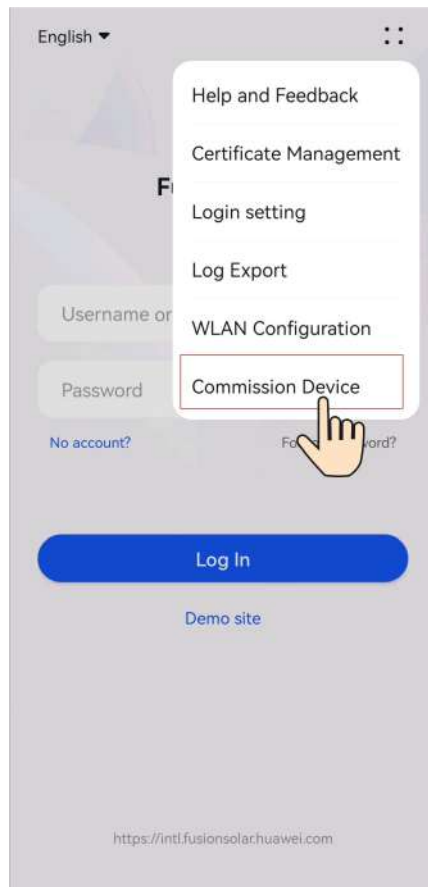 English
Help and Feedback
Certificate Management
Login setting
Log Export
Username or
WLAN Configuration
Password
Commission Device
No account?
Log In
Demo site
https://intl.fusionsolar.huawei.com